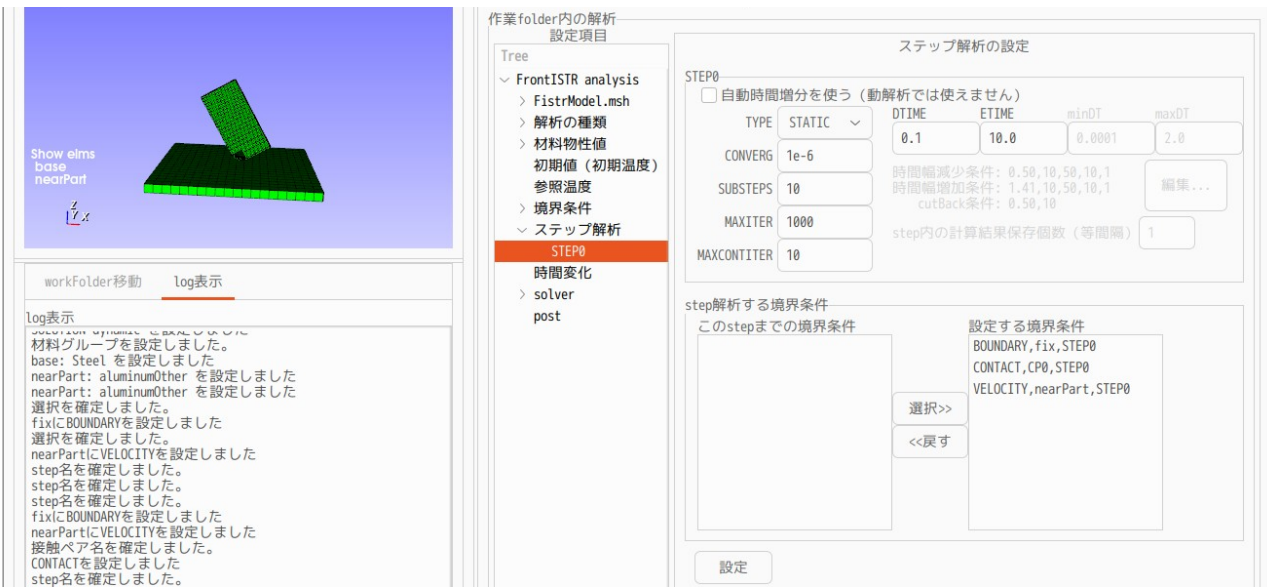 Show elms
base
nearPart
Z
Y X
workFolder移動
log表示
log表示
SOLUTION dynamic を設定しました
材料グループを設定しました。
base: Steel を設定しました
nearPart: aluminumOther を設定しました
nearPart: aluminumOther を設定しました
選択を確定しました。
fixにBOUNDARYを設定しました
選択を確定しました。
nearPartにVELOCITYを設定しました
step名を確定しました。
step名を確定しました。
step名を確定しました。
fixにBOUNDARYを設定しました
nearPartにVELOCITYを設定しました
接触ペア名を確定しました。
CONTACTを設定しました
step名を確定しました。
作業folder内の解析
設定項目
Tree
FrontISTR analysis
FistrModel.msh
解析の種類
材料物性値
初期値（初期温度）
参照温度
境界条件
ステップ解析
STEP0
時間変化
solver
post
ステップ解析の設定
STEP0
自動時間増分を使う（動解析では使えません）
TYPE STATIC
CONVERG 1e-6
SUBSTEPS 10
MAXITER 1000
MAXCONTITER 10
DTIME ETIME minDT maxDT
0.1 10.0 0.0001 2.0
時間幅減少条件: 0.50,10,50,10,1
時間幅増加条件: 1.41,10,50,10,1
cutBack条件: 0.50,10
編集...
step内の計算結果保存個数（等間隔） 1
step解析する境界条件
このstepまでの境界条件
設定する境界条件
BOUNDARY,fix,STEP0
CONTACT,CP0,STEP0
VELOCITY,nearPart,STEP0
選択>>
<<戻す
設定